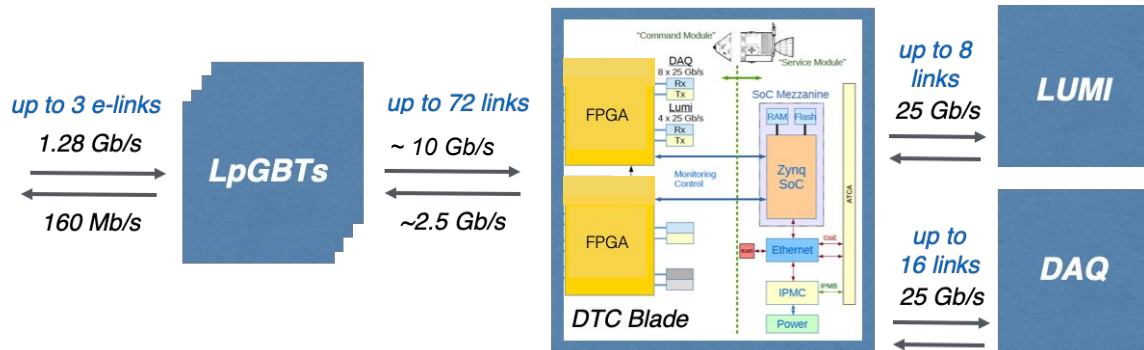 up to 3 e-links
1.28 Gb/s
160 Mb/s
LpGBTs
up to 72 links
~ 10 Gb/s
~2.5 Gb/s
"Command Module"
"Service Module"
DAQ
8 x 25 Gb/s
Rx
Tx
Lumi
4 x 25 Gb/s
Rx
Tx
FPGA
FPGA
Monitoring
Control
SoC Mezzanine
RAM
Flash
Zynq
SoC
ATCA
GbE
RJ45
Ethernet
IPMC
IPMB
Power
DTC Blade
up to 8
links
25 Gb/s
LUMI
up to
16 links
25 Gb/s
DAQ